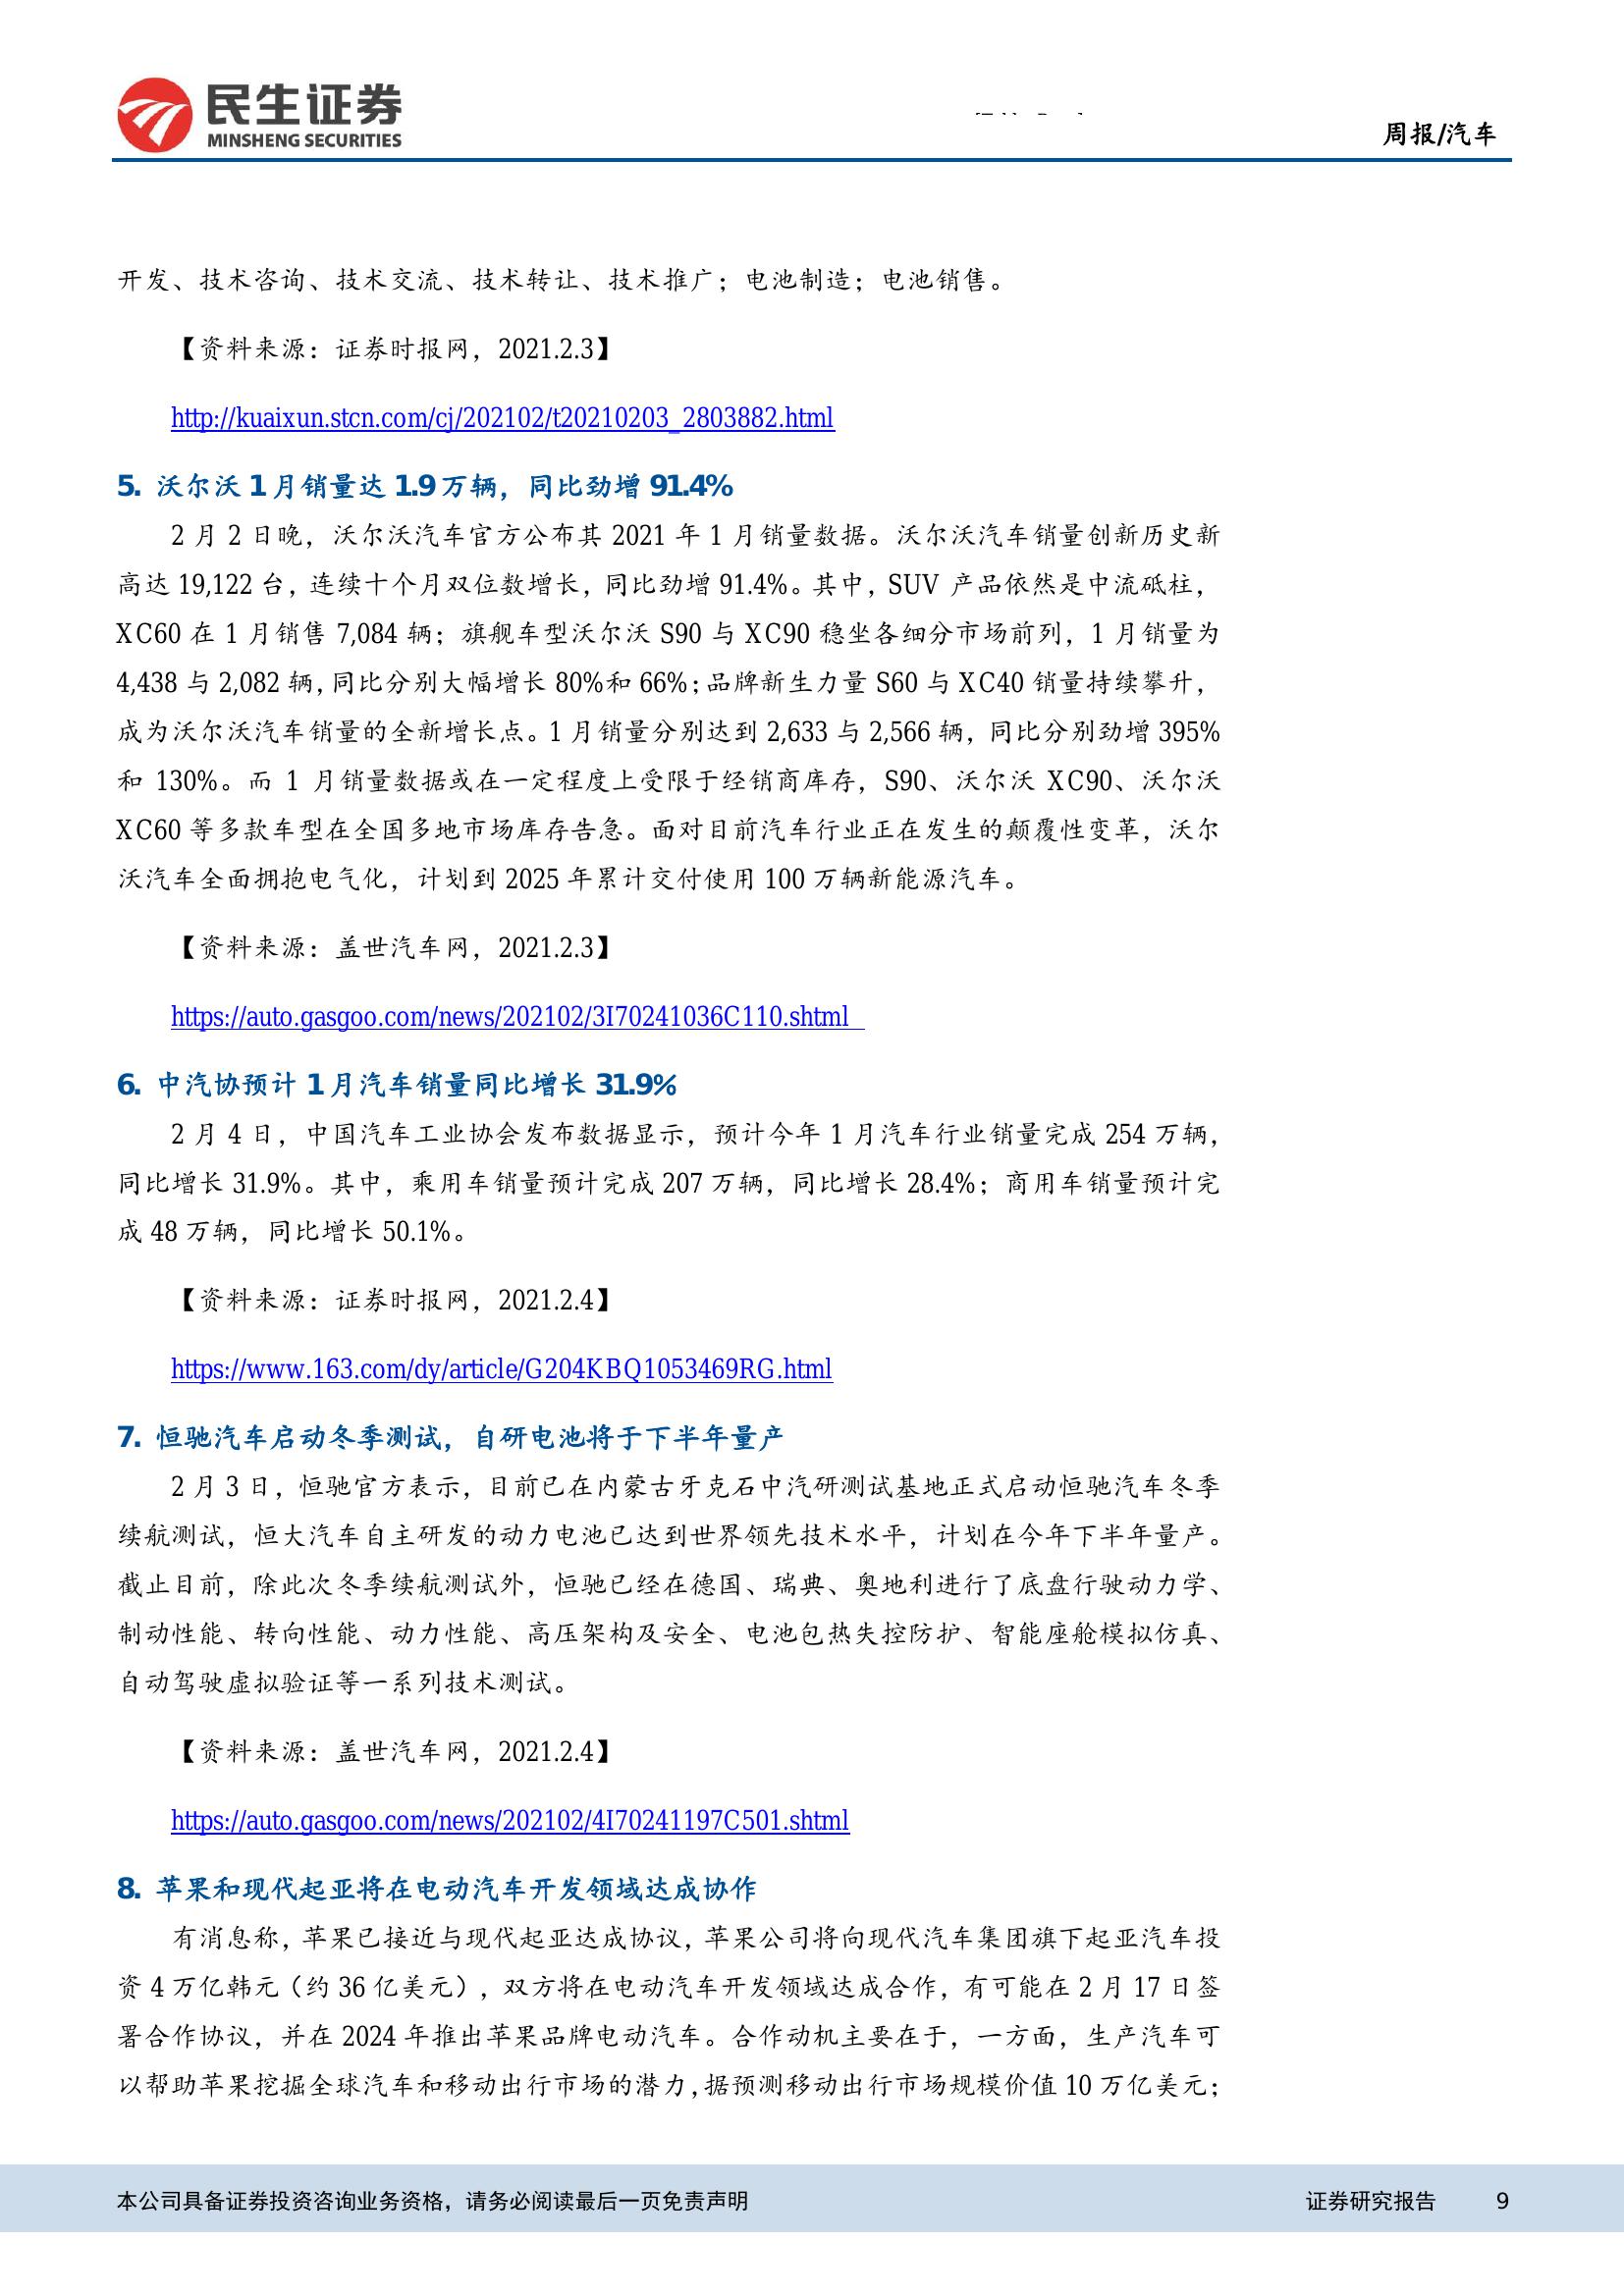 民生证券
MINSHENG SECURITIES
周报/汽车
开发、技术咨询、技术交流、技术转让、技术推广；电池制造；电池销售。
【资料来源：证券时报网，2021.2.3】
http://kuaixun.stcn.com/cj/202102/t20210203_2803882.html
5. 沃尔沃 1 月销量达 1.9 万辆，同比劲增 91.4%
2 月 2 日晚，沃尔沃汽车官方公布其 2021 年 1 月销量数据。沃尔沃汽车销量创新历史新
高达 19,122 台，连续十个月双位数增长，同比劲增 91.4%。其中，SUV 产品依然是中流砥柱，
XC60 在 1 月销售 7,084 辆；旗舰车型沃尔沃 S90 与 XC90 稳坐各细分市场前列，1 月销量为
4,438 与 2,082 辆，同比分别大幅增长 80%和 66%；品牌新生力量 S60 与 XC40 销量持续攀升，
成为沃尔沃汽车销量的全新增长点。1 月销量分别达到 2,633 与 2,566 辆，同比分别劲增 395%
和 130%。而 1 月销量数据或在一定程度上受限于经销商库存，S90、沃尔沃 XC90、沃尔沃
XC60 等多款车型在全国多地市场库存告急。面对目前汽车行业正在发生的颠覆性变革，沃尔
沃汽车全面拥抱电气化，计划到 2025 年累计交付使用 100 万辆新能源汽车。
【资料来源：盖世汽车网，2021.2.3】
https://auto.gasgoo.com/news/202102/3I70241036C110.shtml
6. 中汽协预计 1 月汽车销量同比增长 31.9%
2 月 4 日，中国汽车工业协会发布数据显示，预计今年 1 月汽车行业销量完成 254 万辆，
同比增长 31.9%。其中，乘用车销量预计完成 207 万辆，同比增长 28.4%；商用车销量预计完
成 48 万辆，同比增长 50.1%。
【资料来源：证券时报网，2021.2.4】
https://www.163.com/dy/article/G204KBQ1053469RG.html
7. 恒驰汽车启动冬季测试，自研电池将于下半年量产
2 月 3 日，恒驰官方表示，目前已在内蒙古牙克石中汽研测试基地正式启动恒驰汽车冬季
续航测试，恒大汽车自主研发的动力电池已达到世界领先技术水平，计划在今年下半年量产。
截止目前，除此次冬季续航测试外，恒驰已经在德国、瑞典、奥地利进行了底盘行驶动力学、
制动性能、转向性能、动力性能、高压架构及安全、电池包热失控防护、智能座舱模拟仿真、
自动驾驶虚拟验证等一系列技术测试。
【资料来源：盖世汽车网，2021.2.4】
https://auto.gasgoo.com/news/202102/4I70241197C501.shtml
8. 苹果和现代起亚将在电动汽车开发领域达成协作
有消息称，苹果已接近与现代起亚达成协议，苹果公司将向现代汽车集团旗下起亚汽车投
资 4 万亿韩元（约 36 亿美元），双方将在电动汽车开发领域达成合作，有可能在 2 月 17 日签
署合作协议，并在 2024 年推出苹果品牌电动汽车。合作动机主要在于，一方面，生产汽车可
以帮助苹果挖掘全球汽车和移动出行市场的潜力，据预测移动出行市场规模价值 10 万亿美元；
本公司具备证券投资咨询业务资格，请务必阅读最后一页免责声明
证券研究报告 9